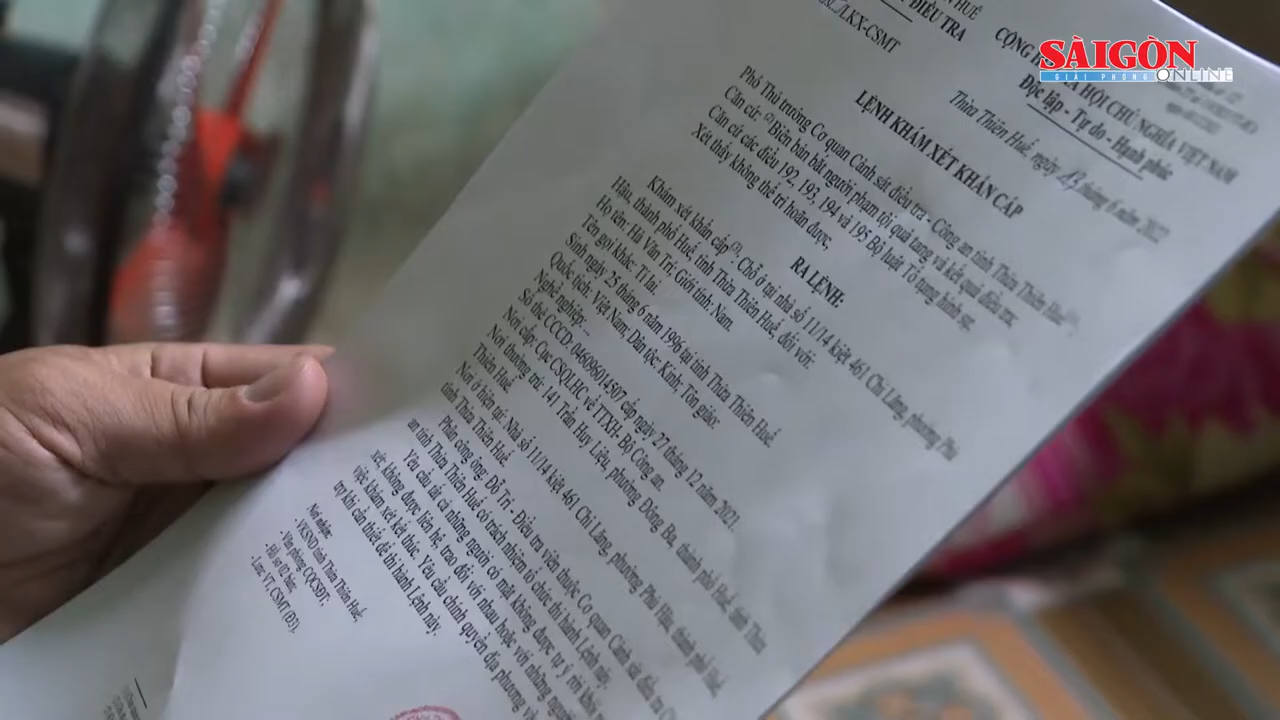 SÀIGÒN
GIẢI PHÓNG ONLINE
ĐIỀU TRA
/LKX-CSMT
CỘNG HÒA XÃ HỘI CHỦ NGHĨA VIỆT NAM
Độc lập - Tự do - Hạnh phúc
Thừa Thiên Huế, ngày 13 tháng 6 năm 2022
LỆNH KHÁM XÉT KHẨN CẤP
Phó Thủ trưởng Cơ quan Cảnh sát điều tra - Công an tỉnh Thừa Thiên Huế
Căn cứ: (2) Biên bản bắt người phạm tội quả tang và kết quả điều tra;
Căn cứ các điều 192, 193, 194 và 195 Bộ luật Tố tụng hình sự;
Xét thấy không thể trì hoãn được,
RA LỆNH:
Khám xét khẩn cấp (3): Chỗ ở tại nhà số 11/14 kiệt 461 Chi Lăng, phường Phú
Hậu, thành phố Huế, tỉnh Thừa Thiên Huế đối với:
Họ tên: Hà Văn Trí; Giới tính: Nam.
Tên gọi khác: Ti lai.
Sinh ngày 25 tháng 6 năm 1996 tại tỉnh Thừa Thiên Huế
Quốc tịch: Việt Nam; Dân tộc: Kinh; Tôn giáo:
Nghề nghiệp:
Số thẻ CCCD: 046096014507 cấp ngày 27 tháng 12 năm 2021.
Nơi cấp: Cục CSQLHC về TTXH- Bộ Công an.
Nơi thường trú: 141 Trần Huy Liệu, phường Đông Ba, thành phố Huế, tỉnh Thừa
Thiên Huế
Nơi ở hiện tại: Nhà số 11/14 kiệt 461 Chi Lăng, phường Phú Hậu, thành phố Huế,
tỉnh Thừa Thiên Huế.
Phân công ông: Đỗ Trí - Điều tra viên thuộc Cơ quan Cảnh sát điều tra
an tỉnh Thừa Thiên Huế có trách nhiệm tổ chức thi hành Lệnh này.
Yêu cầu tất cả những người có mặt không được tự ý rời khỏi
xét, không được liên hệ, trao đổi với nhau hoặc với những người
việc khám xét kết thúc. Yêu cầu chính quyền địa phương và
trợ khi cần thiết để thi hành Lệnh này.
Nơi nhận:
- VKSND tỉnh Thừa Thiên Huế;
- Văn phòng CQCSĐT;
- Hồ sơ 02 bản;
- Lưu: VT, CSMT (Đ3).